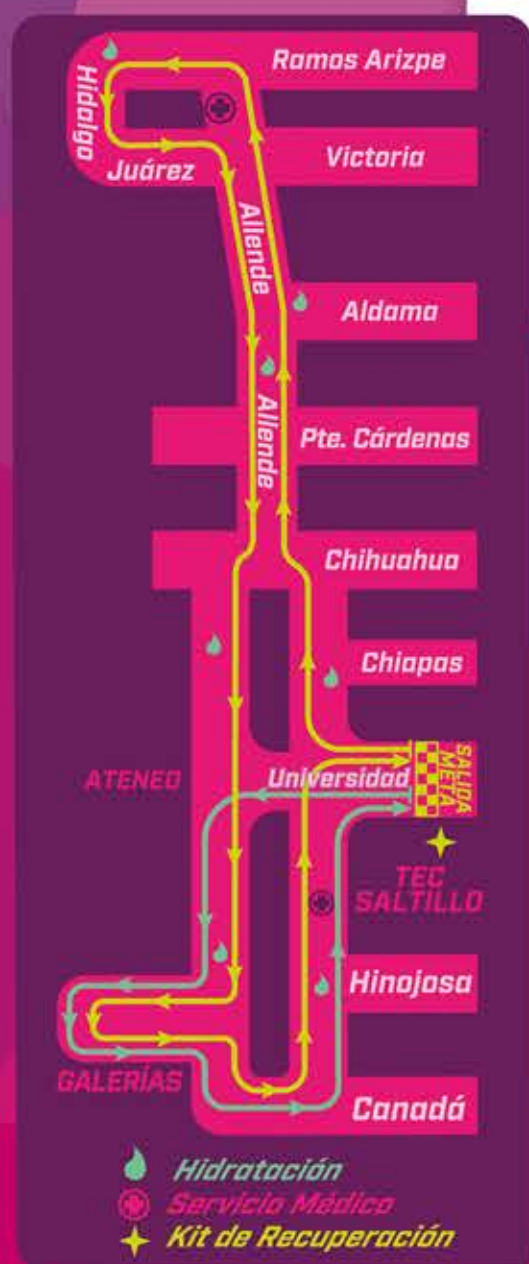 Ramos Arizpe
Hidalgo
Juárez
Victoria
Allende
Aldama
Allende
Pte. Cárdenas
Chihuahua
Chiapas
ATENEO
Universidad
SALIDA
META
TEC
SALTILLO
Hinojosa
GALERÍAS
Canadá
Hidratación
Servicio Médico
Kit de Recuperación